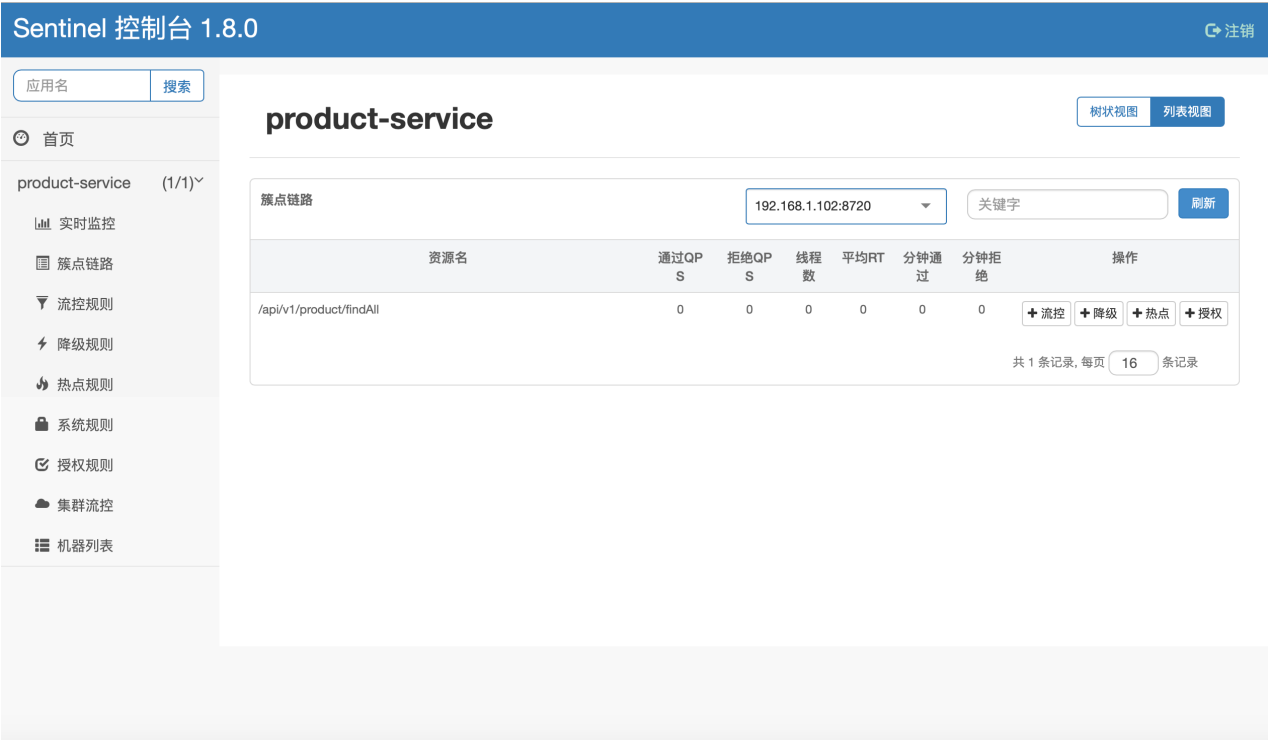 Sentinel 控制台 1.8.0
注销
应用名
搜索
首页
product-service (1/1)
实时监控
簇点链路
流控规则
降级规则
热点规则
系统规则
授权规则
集群流控
机器列表
product-service
树状视图
列表视图
簇点链路
192.168.1.102:8720
关键字
刷新
资源名
通过QP
S
拒绝QP
S
线程
数
平均RT
分钟通
过
分钟拒
绝
操作
/api/v1/product/findAll 0 0 0 0 0 0 流控 降级 热点 授权
共 1 条记录, 每页 16 条记录